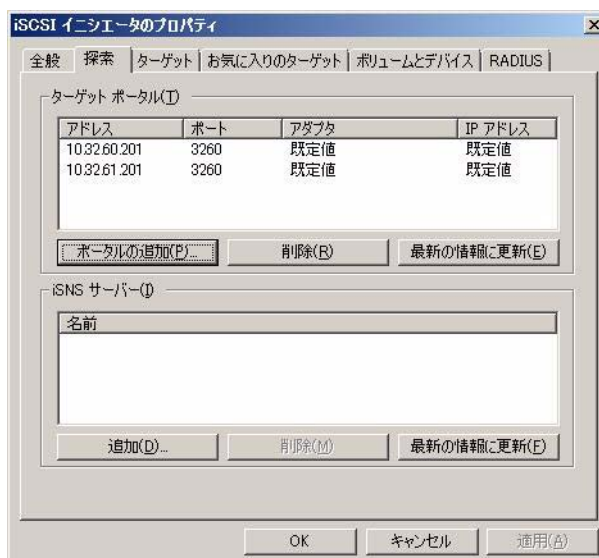 iSCSI イニシエータのプロパティ
全般 探索 ターゲット お気に入りのターゲット ボリュームとデバイス RADIUS
ターゲット ポータル(T)
アドレス ポート アダプタ IP アドレス
10.32.60.201 3260 既定値 既定値
10.32.61.201 3260 既定値 既定値
ポータルの追加(P)... 削除(R) 最新の情報に更新(E)
iSNS サーバー(I)
名前
追加(D)... 削除(M) 最新の情報に更新(F)
OK キャンセル 適用(A)